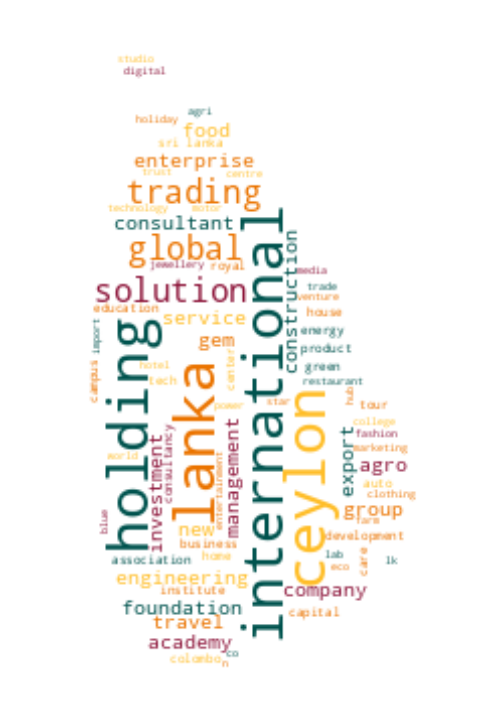 studio
digital
agri
holiday
food
sri lanka
enterprise
trust
centre
trading
technology
motor
consultant
global
international
construction
jewellery
royal
media
solution
trade
venture
education
house
service
import
holding
energy
gem
product
hotel
center
green
campus
lanka
tech
restaurant
ceylon
hub
power
star
tour
management
college
investment
consultancy
fashion
export
marketing
world
entertainment
agro
auto
clothing
blue
new
group
farm
business
development
association
home
lab
care
eco
lk
engineering
institute
company
foundation
capital
travel
academy
co
colombo
n